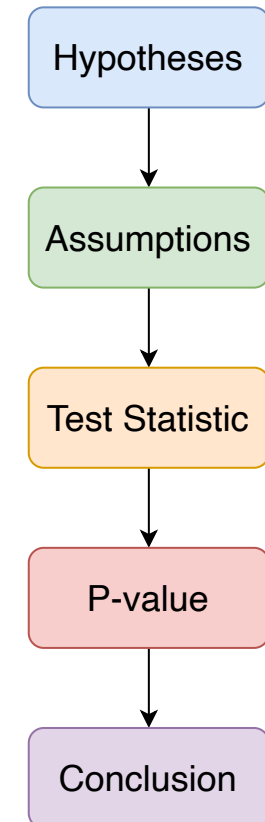 Hypotheses
Assumptions
Test Statistic
P-value
Conclusion